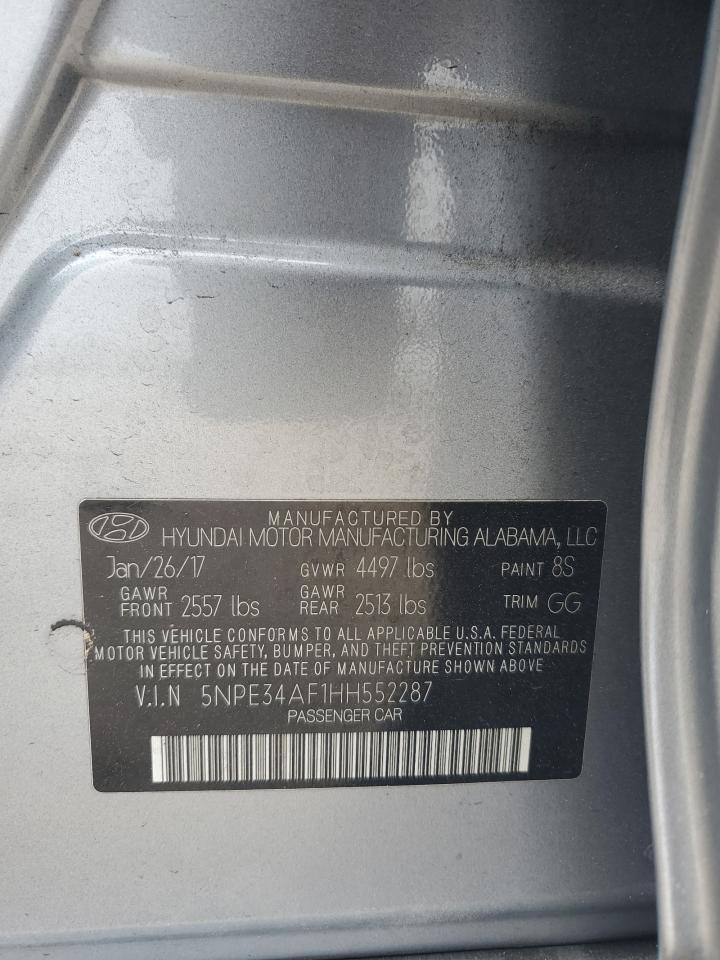 MANUFACTURED BY
HYUNDAI MOTOR MANUFACTURING ALABAMA, LLC
Jan/26/17 GVWR 4497 lbs PAINT 8S
GAWR FRONT 2557 lbs GAWR REAR 2513 lbs TRIM GG
THIS VEHICLE CONFORMS TO ALL APPLICABLE U.S.A. FEDERAL
MOTOR VEHICLE SAFETY, BUMPER, AND THEFT PREVENTION STANDARDS
IN EFFECT ON THE DATE OF MANUFACTURE SHOWN ABOVE
V.I.N 5NPE34AF1HH552287
PASSENGER CAR